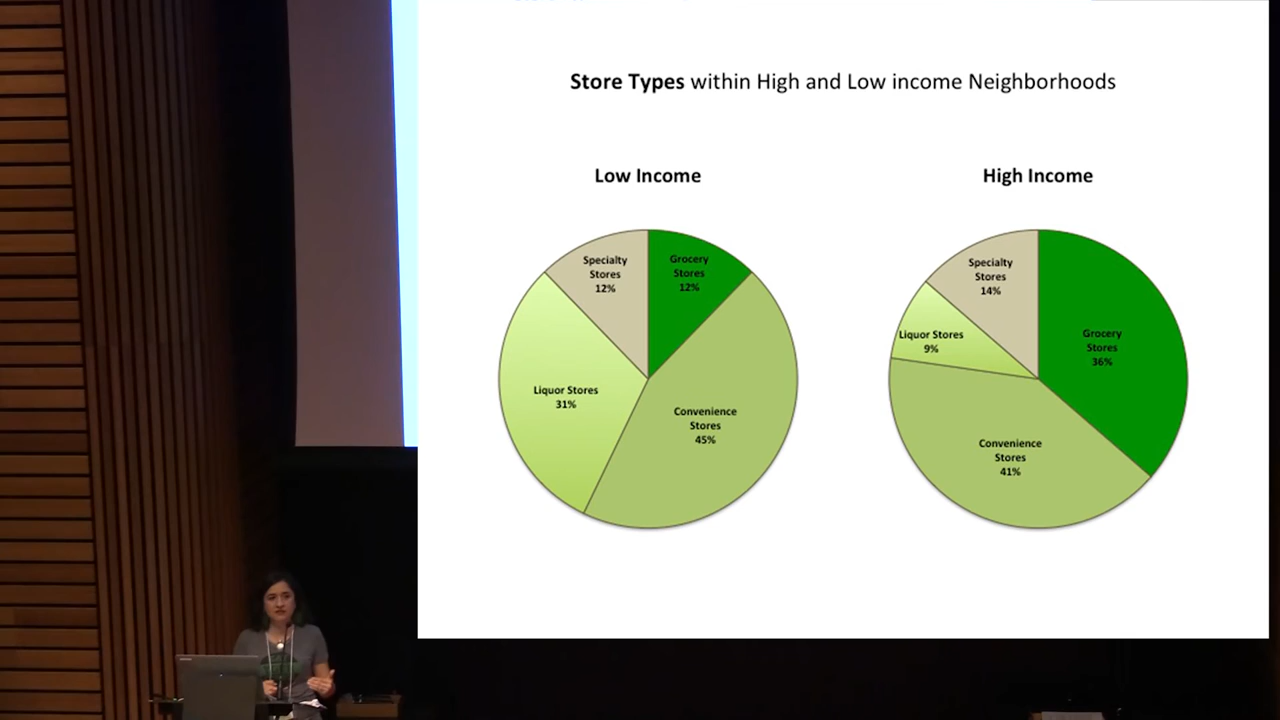 Store Types within High and Low income Neighborhoods
Low Income
High Income
Specialty
Stores
12%
Grocery
Stores
12%
Liquor Stores
31%
Convenience
Stores
45%
Specialty
Stores
14%
Grocery
Stores
36%
Liquor Stores
9%
Convenience
Stores
41%